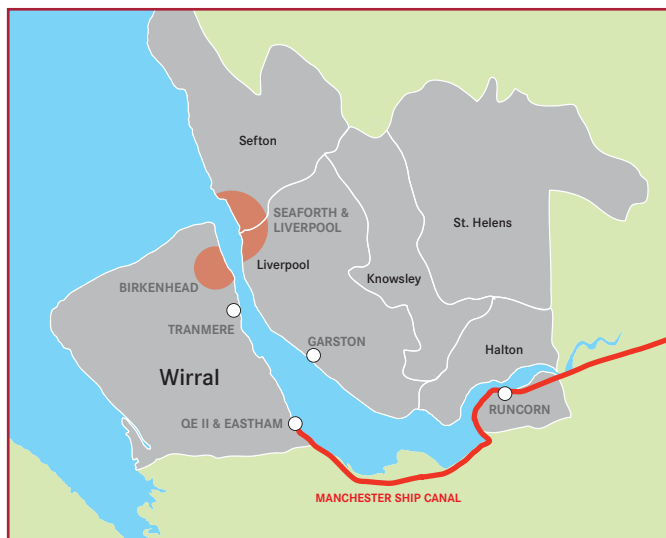 Sefton
SEAFORTH &
LIVERPOOL
St. Helens
Liverpool
Knowsley
BIRKENHEAD
TRANMERE
GARSTON
Halton
Wirral
RUNCORN
QE II & EASTHAM
MANCHESTER SHIP CANAL